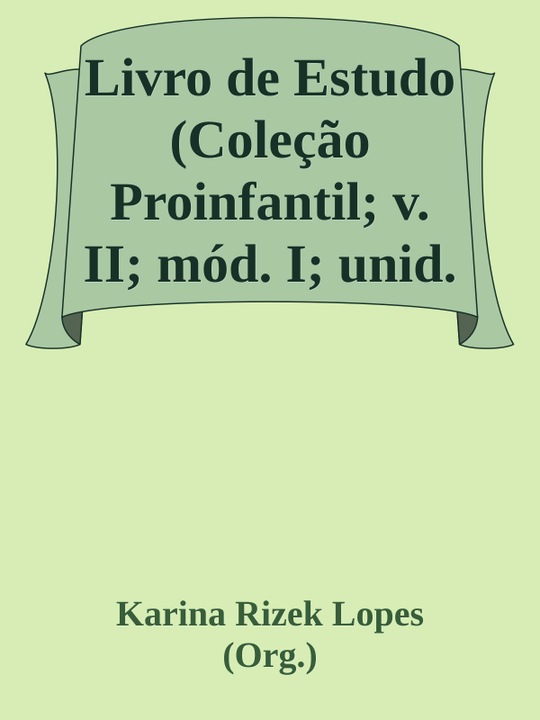 Livro de Estudo
(Coleção
Proinfantil; v.
II; mód. I; unid.
Karina Rizek Lopes
(Org.)